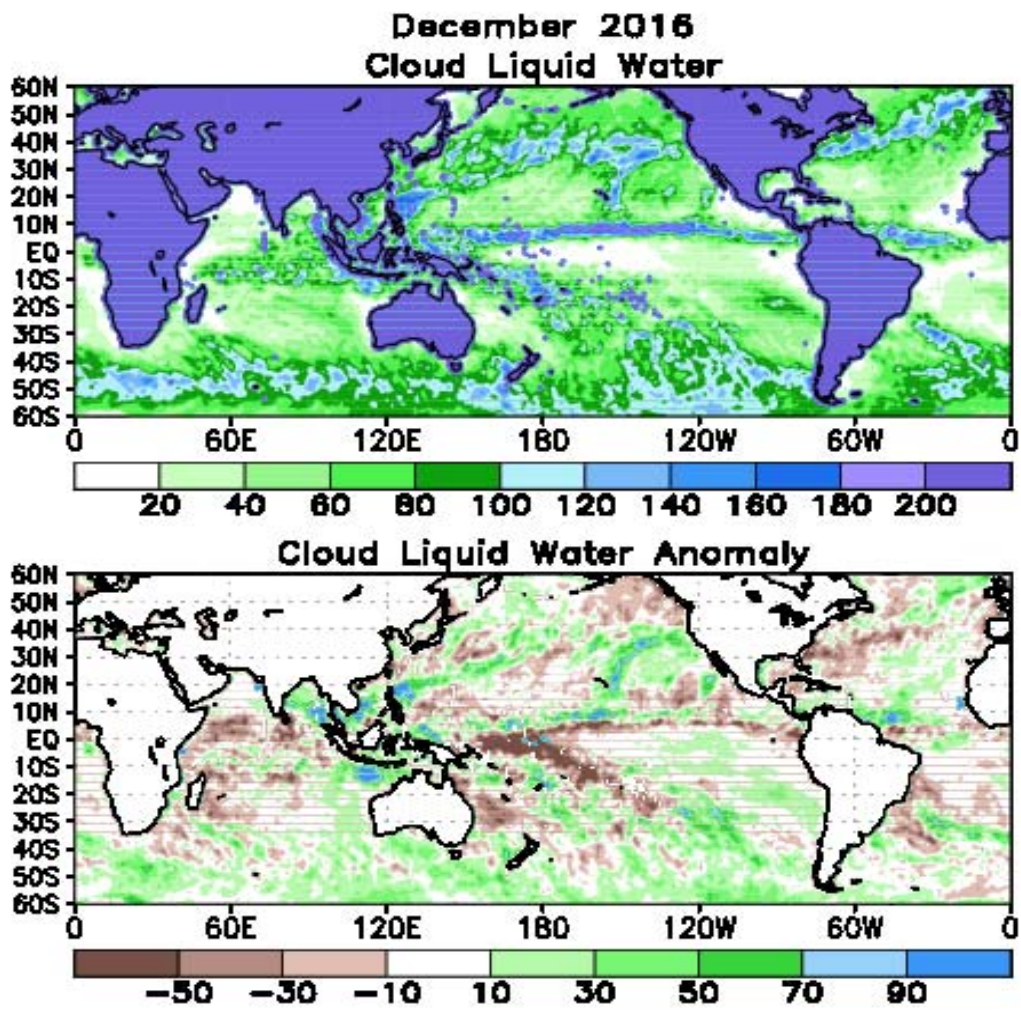 December 2016
Cloud Liquid Water
60N
50N
40N
30N
20N
10N
EQ
10S
20S
30S
40S
50S
60S
0 60E 120E 180 120W 60W 0
20 40 60 80 100 120 140 160 180 200
Cloud Liquid Water Anomaly
60N
50N
40N
30N
20N
10N
EQ
10S
20S
30S
40S
50S
60S
0 60E 120E 180 120W 60W 0
-50 -30 -10 10 30 50 70 90